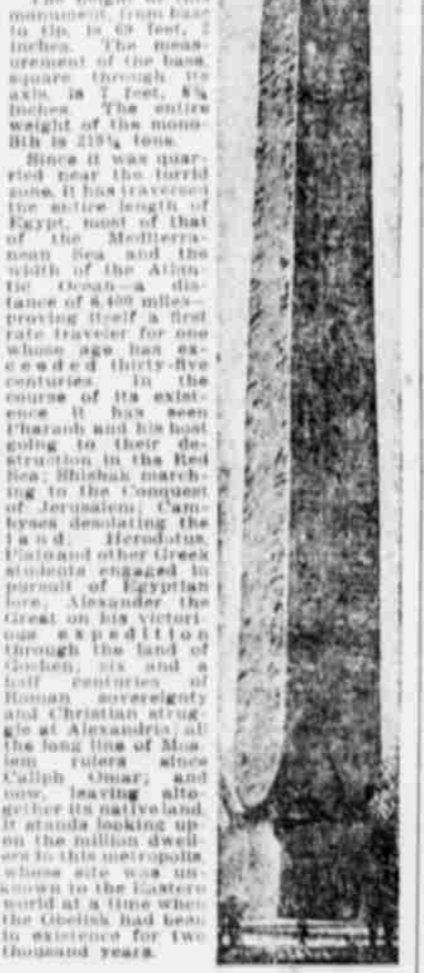 The height of this
monument, from base
to tip, is 69 feet, 2
inches. The meas-
urement of the base,
square through its
axis, is 7 feet, 8¾
inches. The entire
weight of the mono-
lith is 219¼ tons.
Since it was quar-
ried near the torrid
zone, it has traversed
the entire length of
Egypt, most of that
of the Mediterra-
nean Sea and the
width of the Atlan-
tic Ocean—a dis-
tance of 6,400 miles—
proving itself a first
rate traveler for one
whose age has ex-
ceeded thirty-five
centuries. In the
course of its exist-
ence it has seen
Pharaoh and his host
going to their de-
struction in the Red
Sea; Shishak march-
ing to the Conquest
of Jerusalem; Cam-
byses desolating the
land; Herodotus,
Plato and other Greek
students engaged in
pursuit of Egyptian
lore; Alexander the
Great on his victori-
ous expedition
through the land of
Goshen; six and a
half centuries of
Roman sovereignty
and Christian strug-
gle at Alexandria; all
the long line of Mos-
lem rulers since
Caliph Omar; and
now, leaving alto-
gether its native land,
it stands looking up-
on the million dwell-
ers in this metropolis,
whose site was un-
known to the Eastern
world at a time when
the Obelisk had been
in existence for two
thousand years.